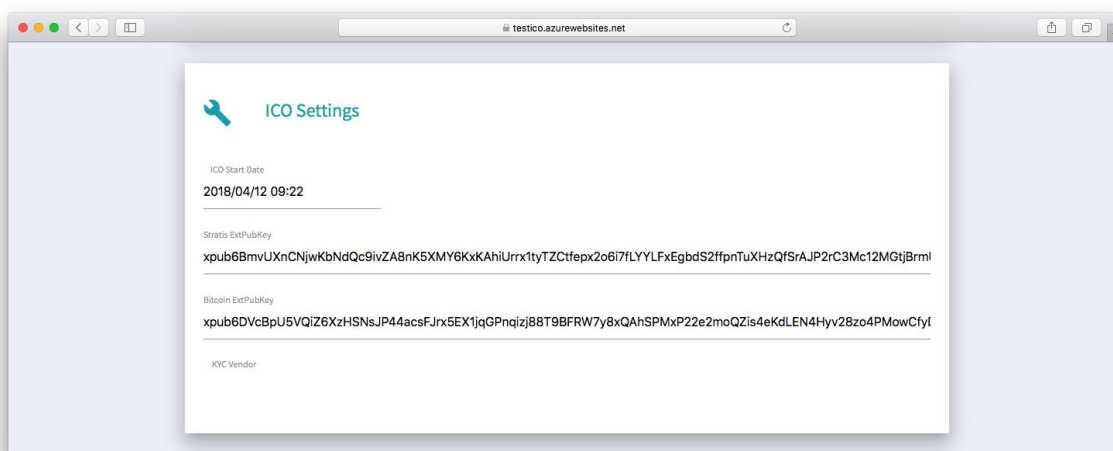 testico.azurewebsites.net
ICO Settings
ICO Start Date
2018/04/12 09:22
Stratis ExtPubKey
xpub6BmvUXnCNjwKbNdQc9ivZA8nK5XMY6KxKAhiUrrx1tyTZCtfepx2o6i7fLYYLFxEgbdS2ffpnTuXHzQfSrAJP2rC3Mc12MGtjBrm
Bitcoin ExtPubKey
xpub6DVcBpU5VQiZ6XzHSNsJP44acsFJrx5EX1jqGPnqizj88T9BFRW7y8xQAhSPMxP22e2moQZis4eKdLEN4Hyv28zo4PMowCfy
KYC Vendor